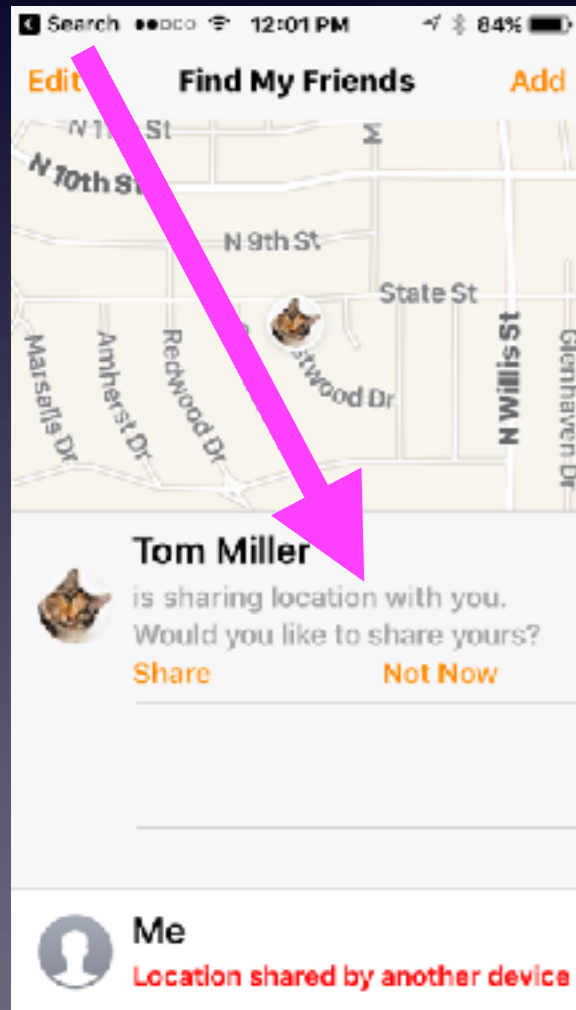 Search 12:01 PM 84%
Edit Find My Friends Add
St
M
N 10th St
N 9th St
State St
Marsalis Dr
Amherst Dr
Redwood Dr
Dr
N Willis St
Glenhaven Dr
Tom Miller
is sharing location with you.
Would you like to share yours?
Share Not Now
Me
Location shared by another device